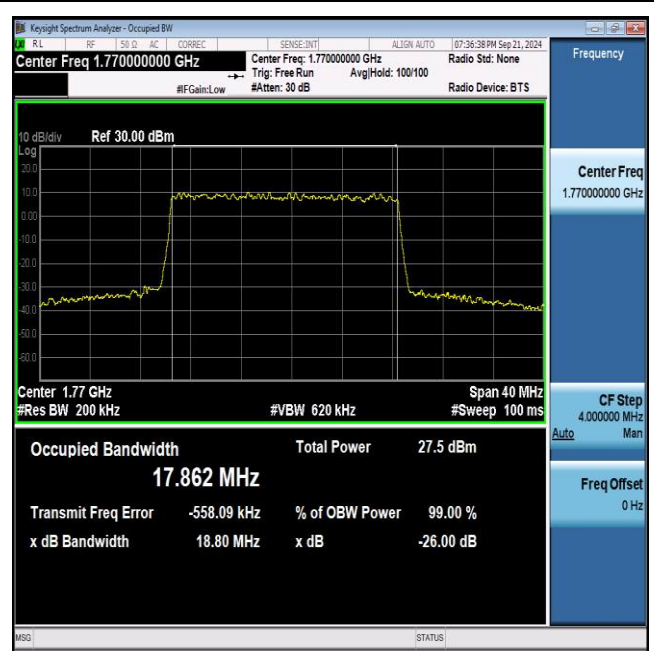 Keysight Spectrum Analyzer - Occupied BW
RL RF 50 Ω AC CORREC SENSE:INT ALIGN AUTO 07:36:38 PM Sep 21, 2024
Center Freq 1.770000000 GHz
Center Freq: 1.770000000 GHz
Radio Std: None
Trig: Free Run Avg|Hold: 100/100
#IFGain:Low #Atten: 30 dB Radio Device: BTS
10 dB/div Ref 30.00 dBm
Log
20.0
10.0
0.00
-10.0
-20.0
-30.0
-40.0
-50.0
-60.0
Center 1.77 GHz Span 40 MHz
#Res BW 200 kHz #VBW 620 kHz #Sweep 100 ms
Occupied Bandwidth Total Power 27.5 dBm
17.862 MHz
Transmit Freq Error -558.09 kHz % of OBW Power 99.00 %
x dB Bandwidth 18.80 MHz x dB -26.00 dB
Frequency
Center Freq
1.770000000 GHz
CF Step
4.000000 MHz
Auto Man
Freq Offset
0 Hz
MSG STATUS